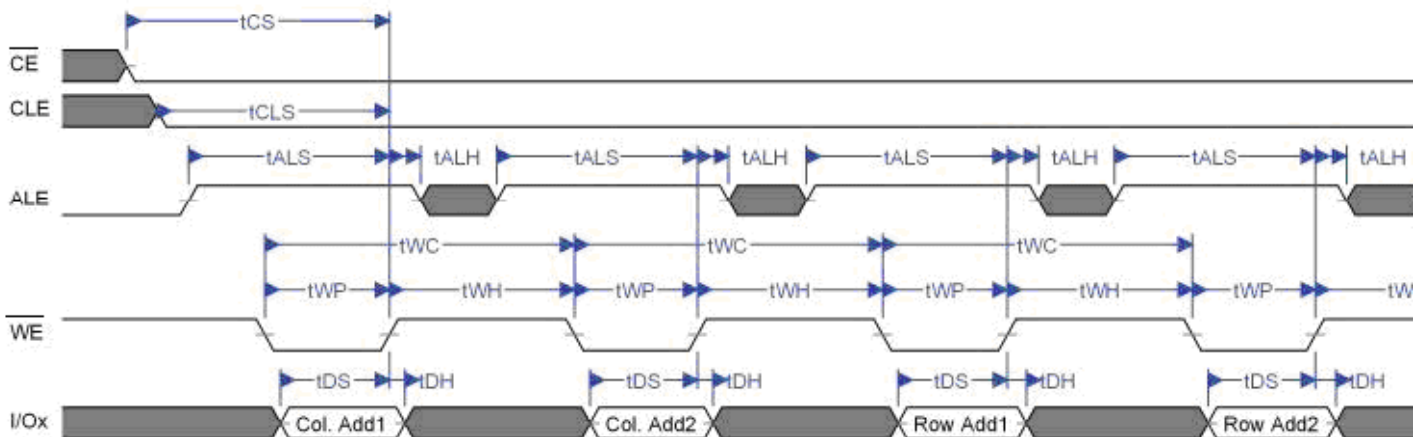 tCS
C̅E̅
CLE
tCLS
tALS tALH tALS tALH tALS tALH tALS tALH
ALE
tWC tWC tWC
tWP tWH tWP tWH tWP tWH tWP tW
W̅E̅
tDS tDH tDS tDH tDS tDH tDS tDH
I/Ox Col. Add1 Col. Add2 Row Add1 Row Add2